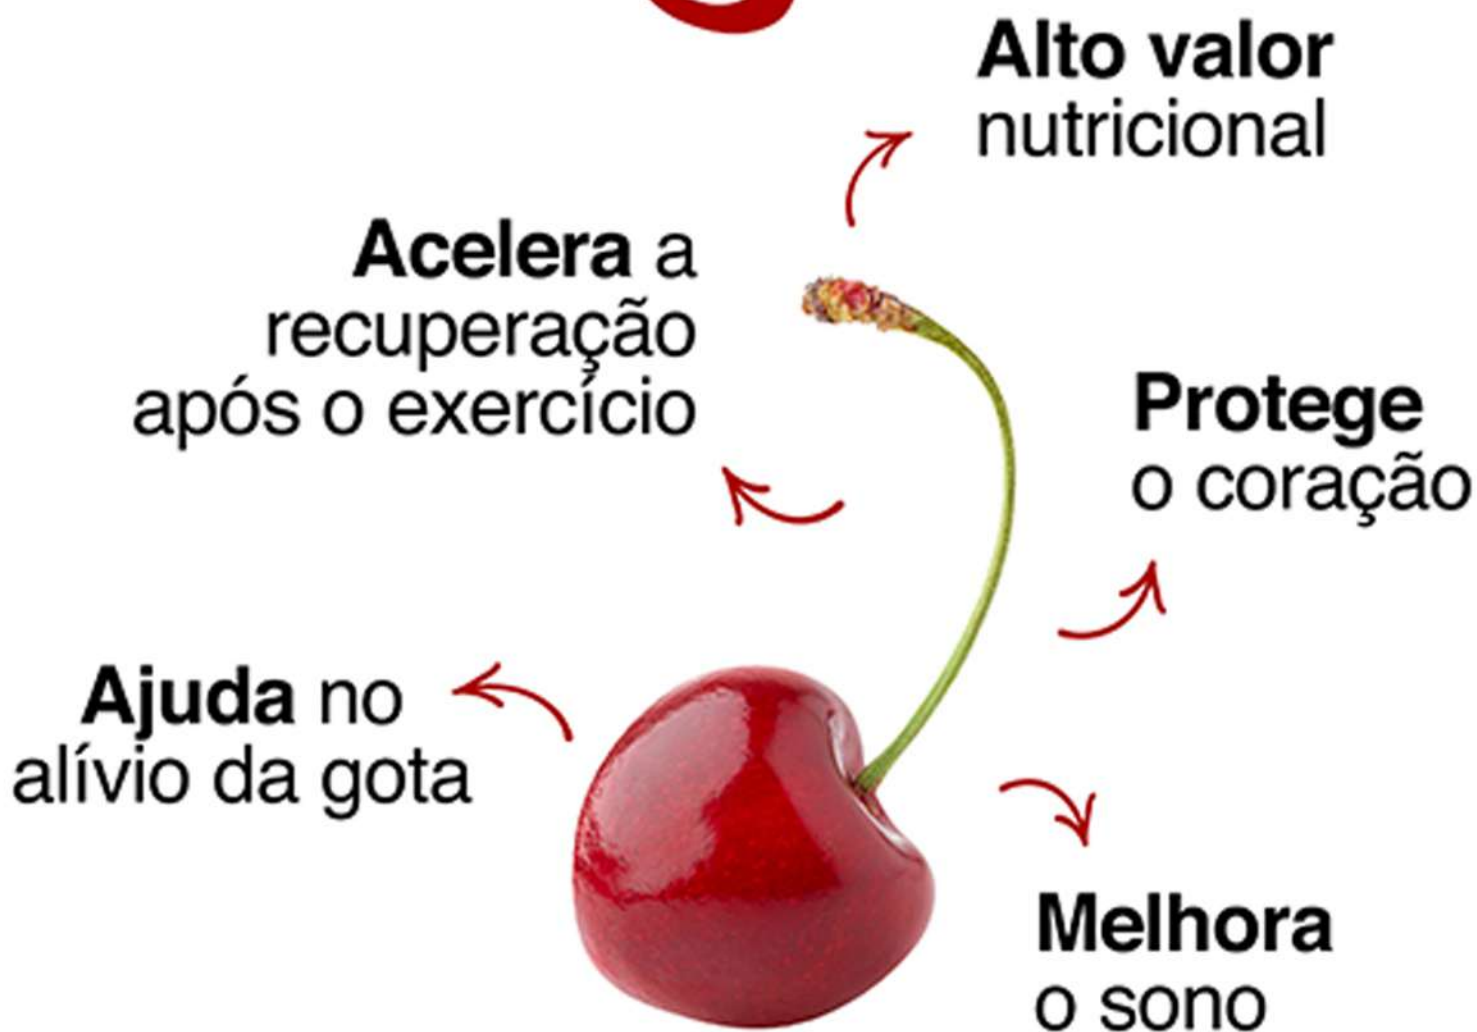 Alto valor
nutricional
Acelera a
recuperação
após o exercício
Protege
o coração
Ajuda no
alívio da gota
Melhora
o sono